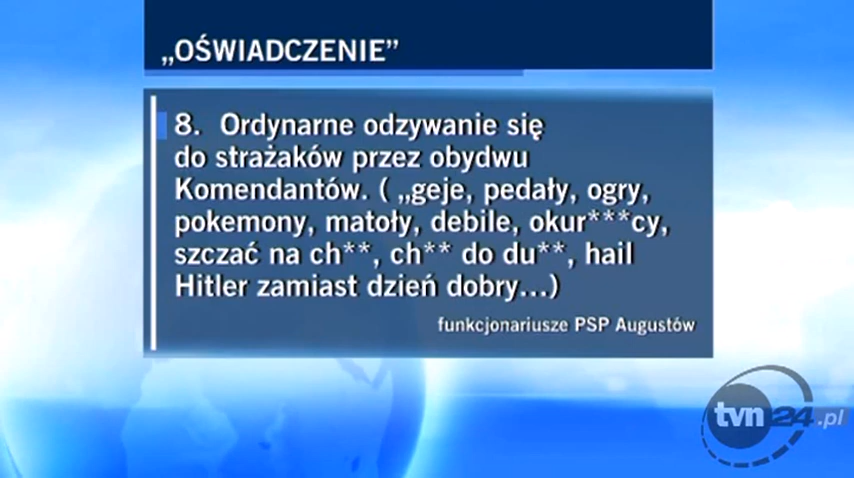 „OŚWIADCZENIE”
8. Ordynarne odzywanie się
do strażaków przez obydwu
Komendantów. ( „geje, pedały, ogry,
pokemony, matoły, debile, okur***cy,
szczać na ch**, ch** do du**, hail
Hitler zamiast dzień dobry...)
funkcjonariusze PSP Augustów
tvn24.pl